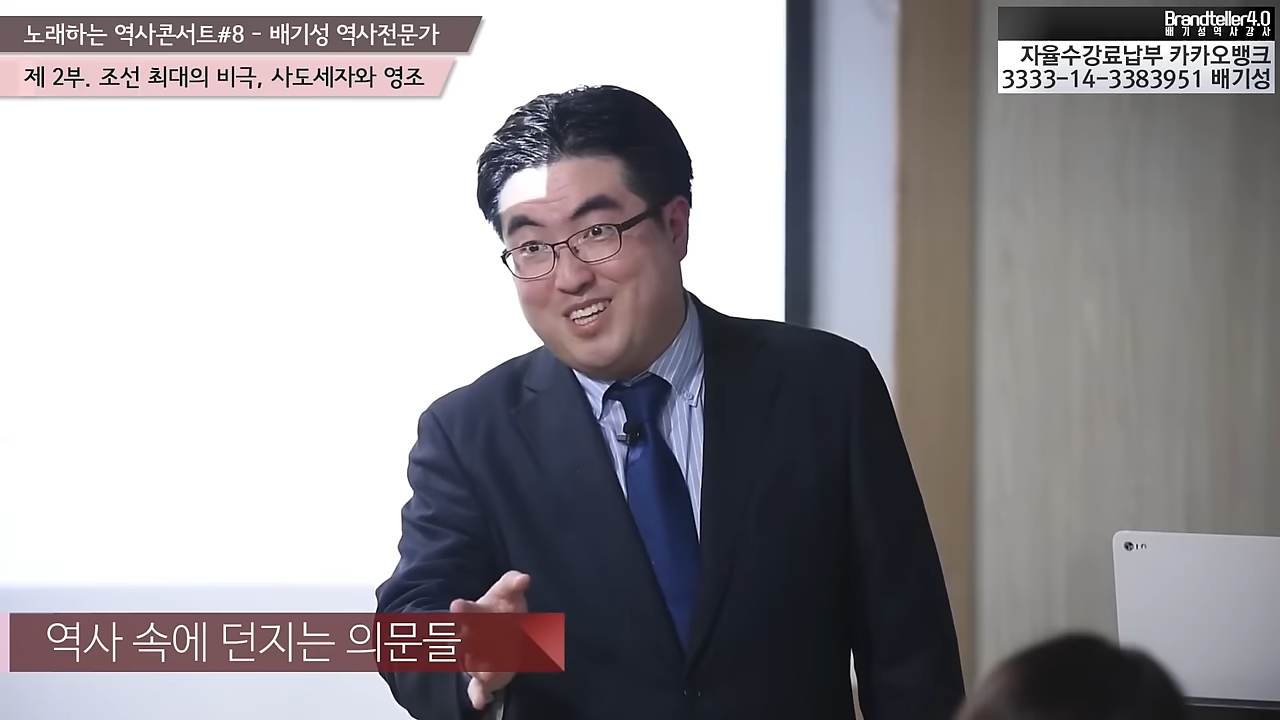 노래하는 역사콘서트#8 - 배기성 역사전문가
제 2부. 조선 최대의 비극, 사도세자와 영조
Brandteller4.0
배기성역사강사
자율수강료납부 카카오뱅크
3333-14-3383951 배기성
LG
역사 속에 던지는 의문들